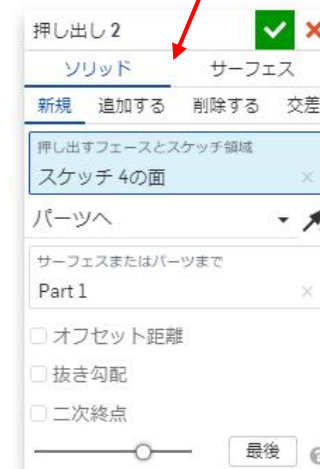 押し出し 2
ソリッド サーフェス
新規 追加する 削除する 交差
押し出すフェースとスケッチ領域
スケッチ 4の面
パーツへ
サーフェスまたはパーツまで
Part 1
オフセット距離
抜き勾配
二次終点
最後